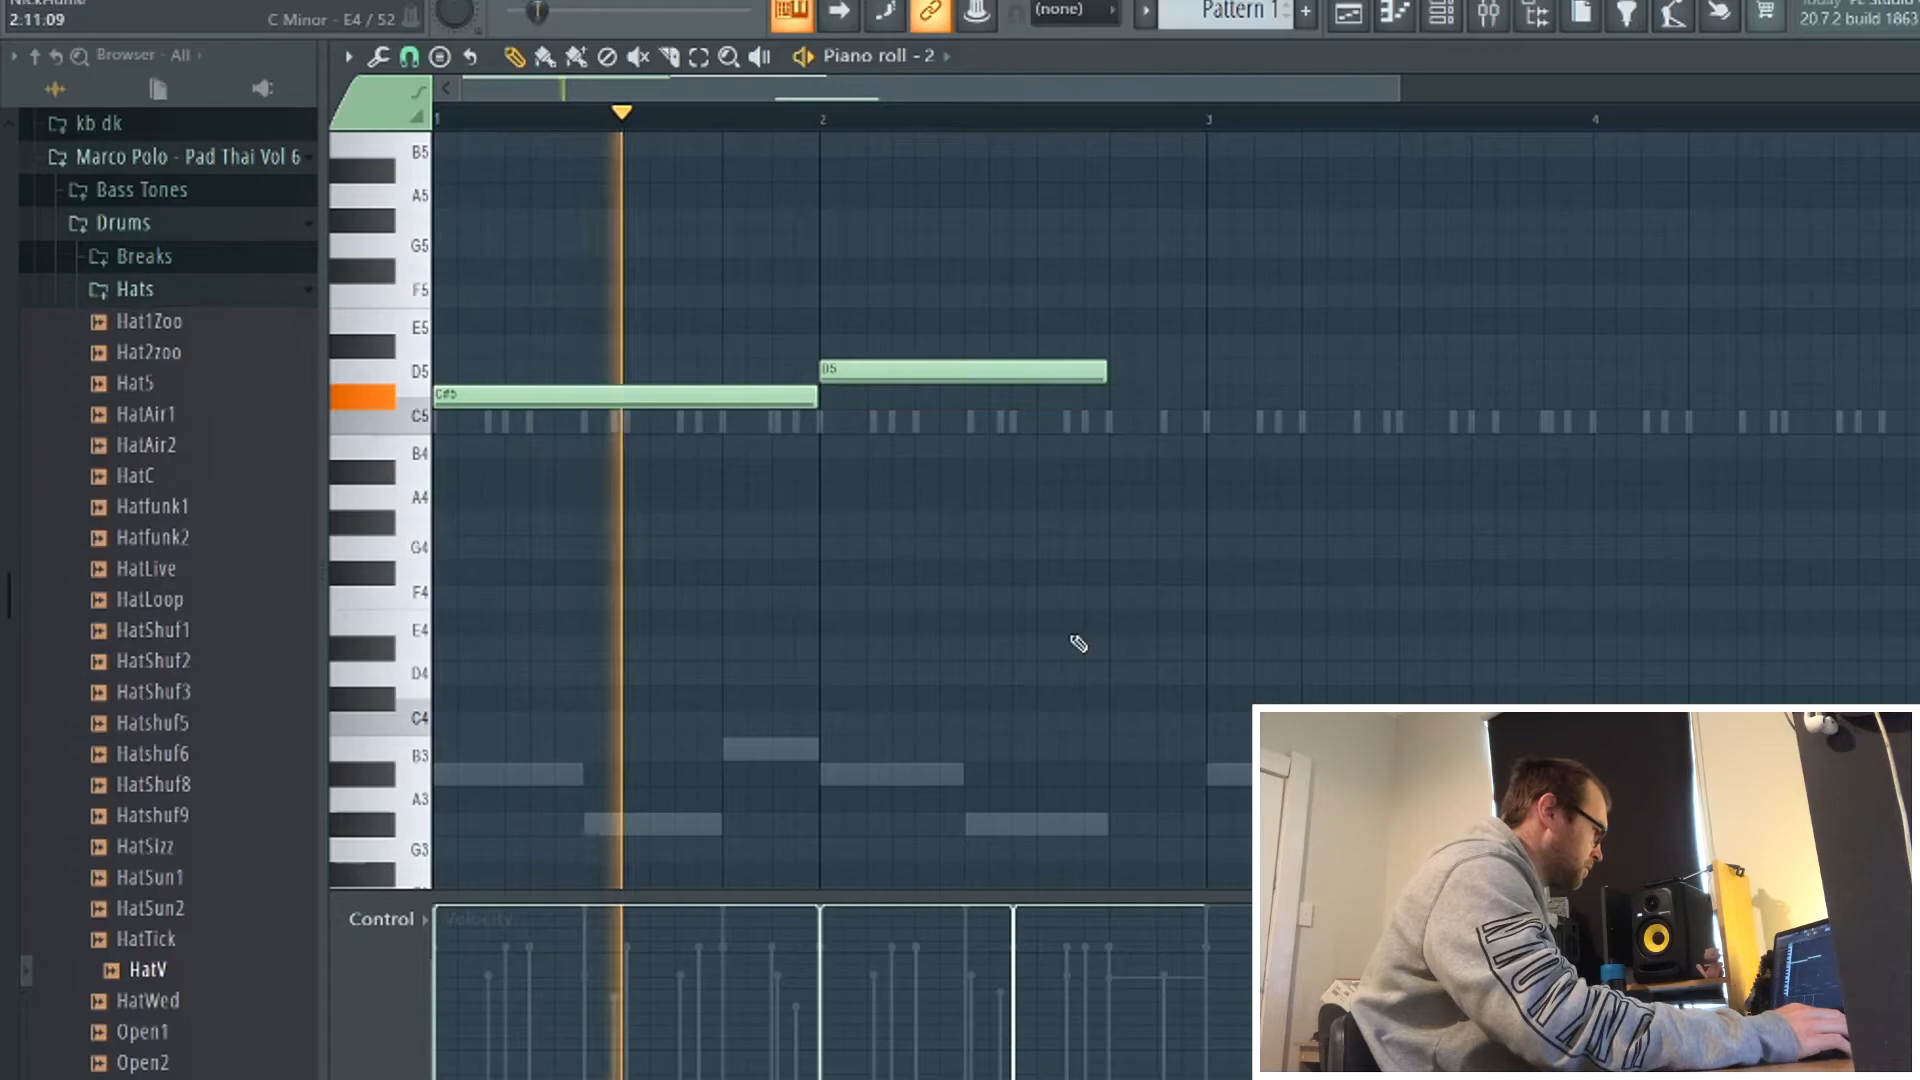 2:11:09
C Minor - E4 / 52
(none)
Pattern 1
20.7.2 build 1863
Browser - All
Piano roll - 2
kb dk
Marco Polo - Pad Thai Vol 6
Bass Tones
Drums
Breaks
Hats
Hat1Zoo
Hat2zoo
Hat5
HatAir1
HatAir2
HatC
Hatfunk1
Hatfunk2
HatLive
HatLoop
HatShuf1
HatShuf2
HatShuf3
Hatshuf5
Hatshuf6
HatShuf8
Hatshuf9
HatSizz
HatSun1
HatSun2
HatTick
HatV
HatWed
Open1
Open2
1
2
3
4
B5
A5
G5
F5
E5
D5
C5
B4
A4
G4
F4
E4
D4
C4
B3
A3
G3
D5
C#5
Control
Velocity